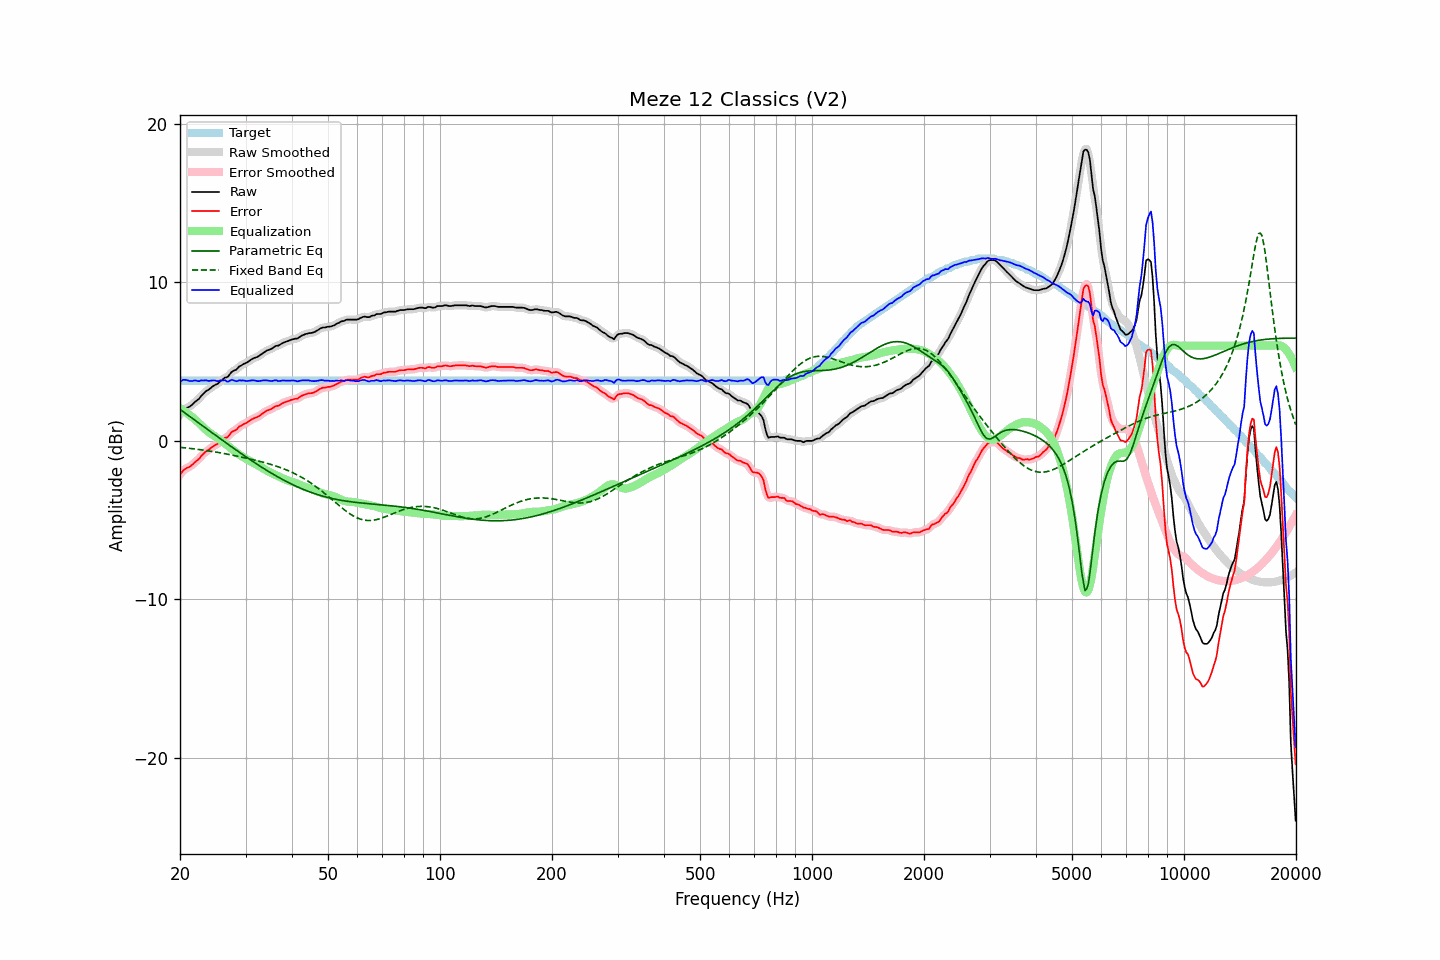 Meze 12 Classics (V2)
Target
Raw Smoothed
Error Smoothed
Raw
Error
Equalization
Parametric Eq
Fixed Band Eq
Equalized
20
10
0
−10
−20
Amplitude (dBr)
20 50 100 200 500 1000 2000 5000 10000 20000
Frequency (Hz)